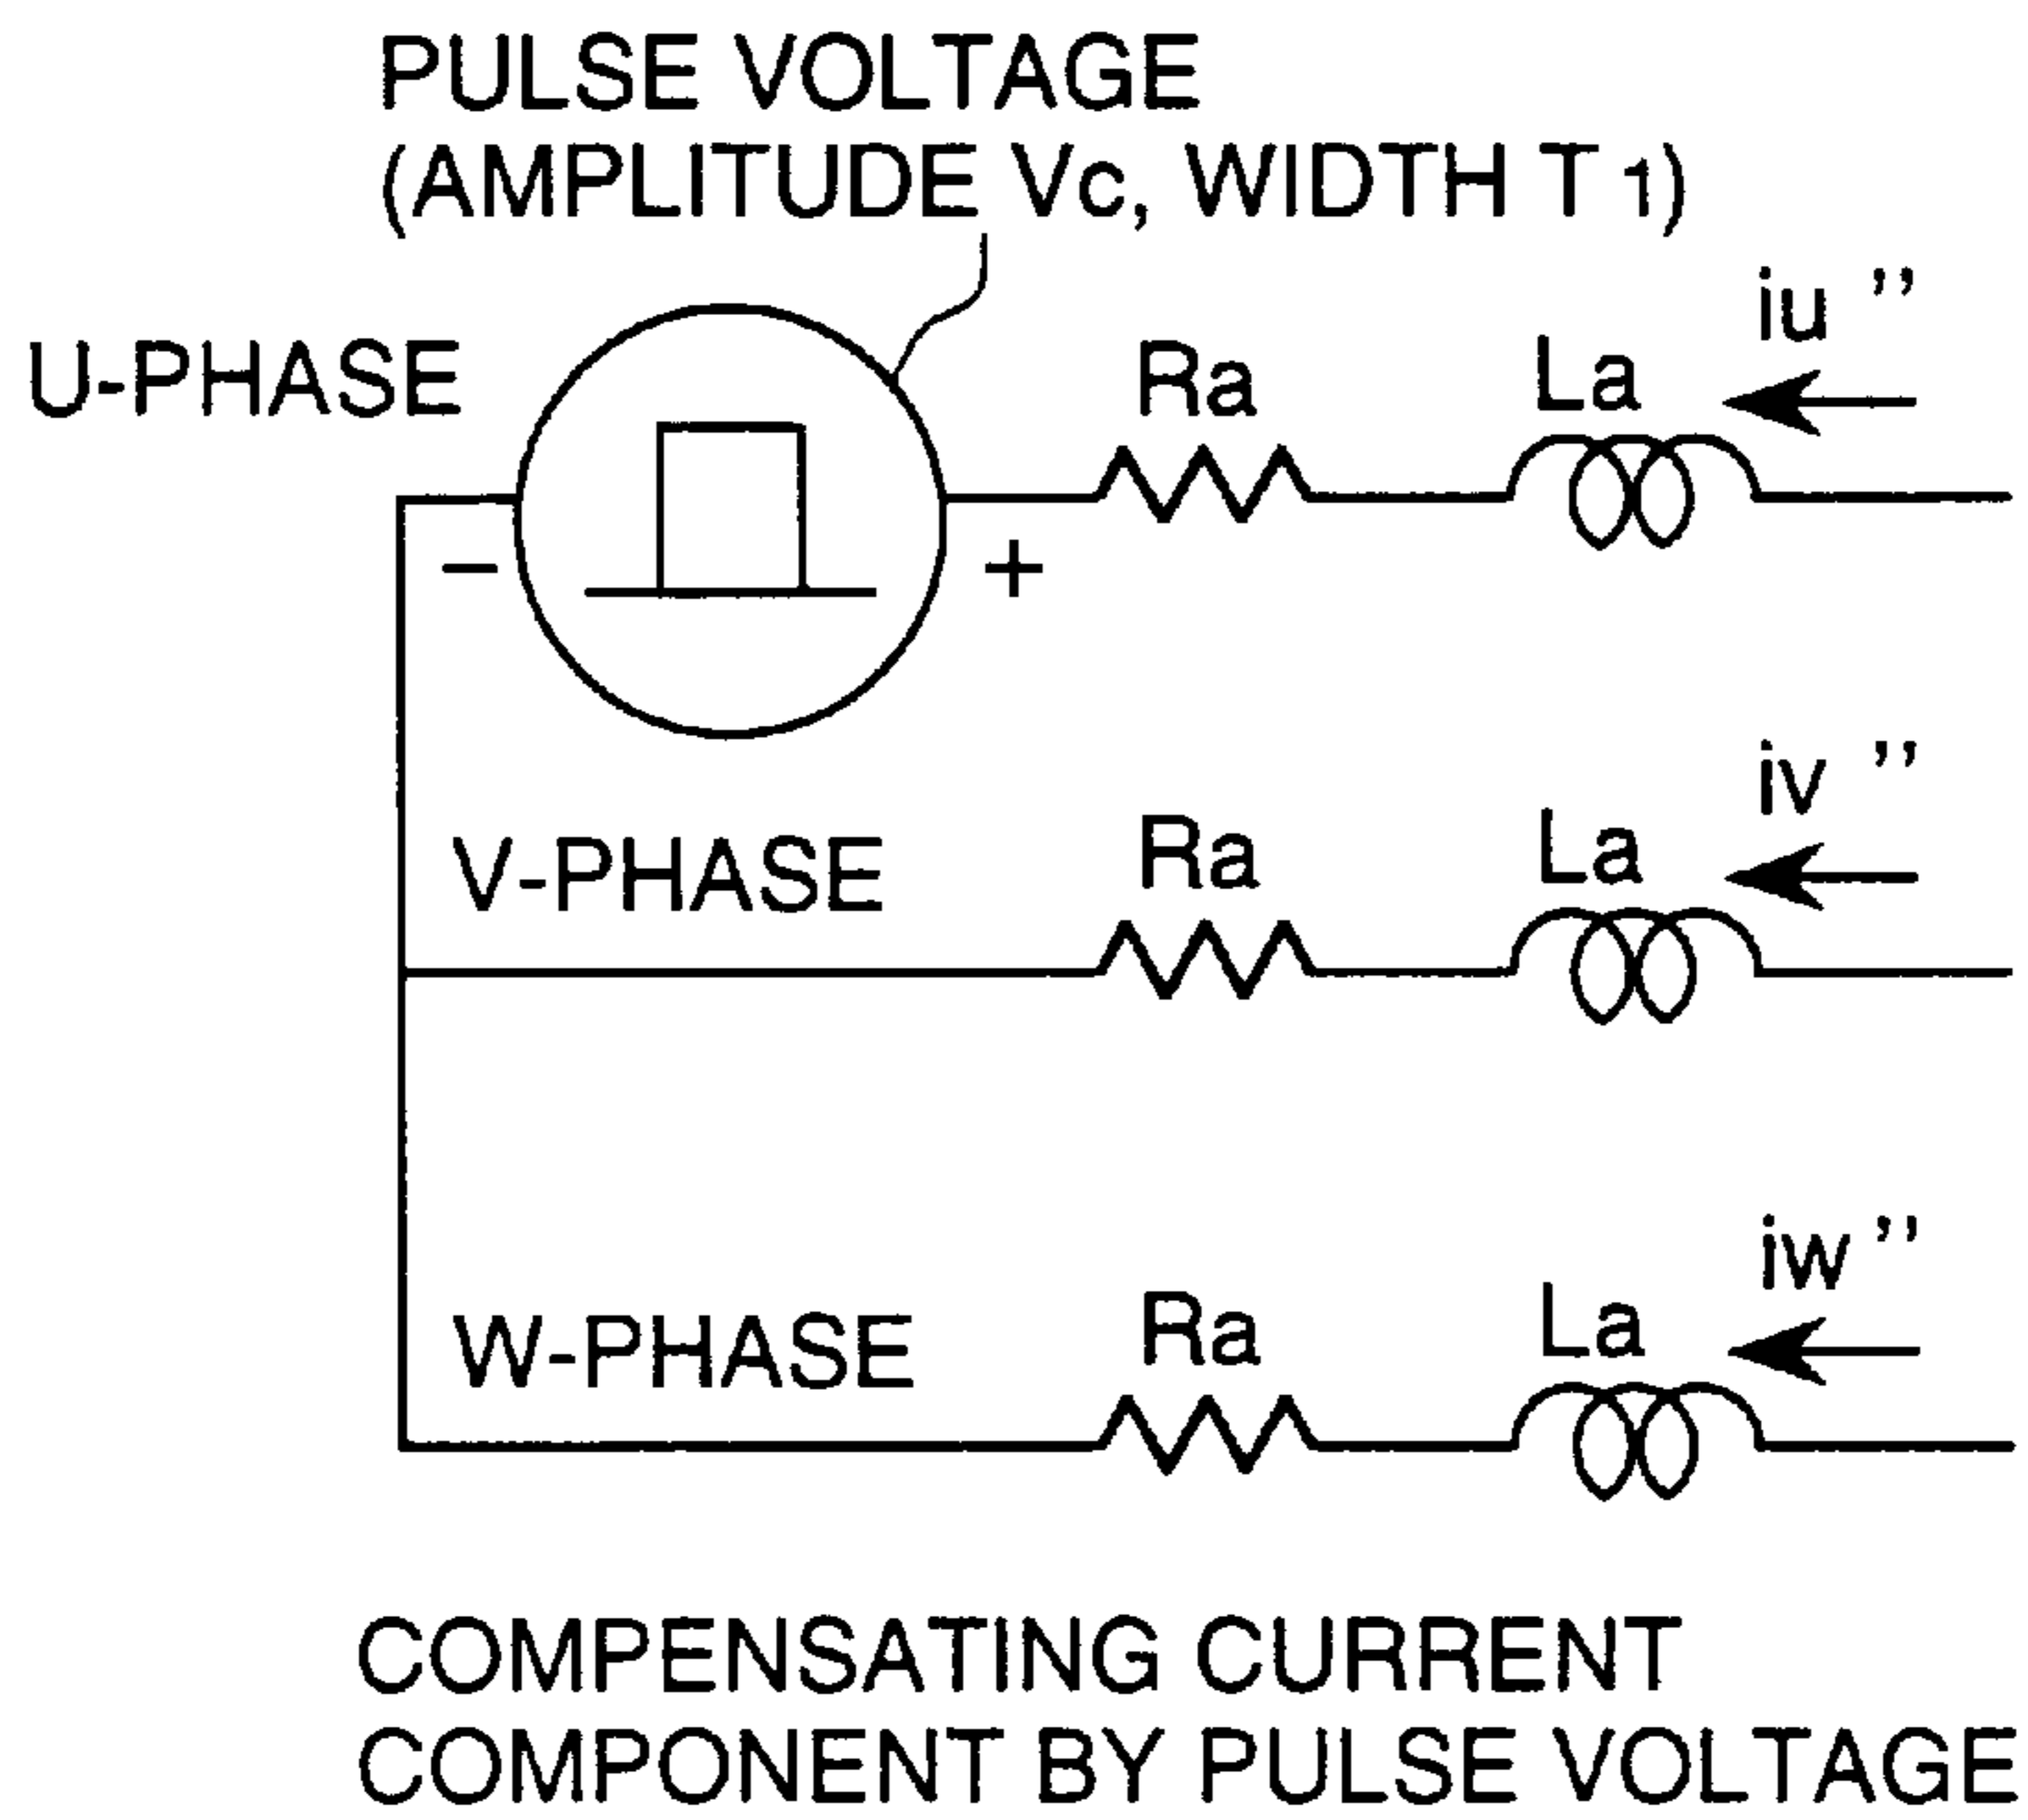 PULSE VOLTAGE
(AMPLITUDE Vc, WIDTH T 1)
U-PHASE
Ra
La
iu ’’
−
+
V-PHASE
Ra
La
iv ’’
W-PHASE
Ra
La
iw ’’
COMPENSATING CURRENT
COMPONENT BY PULSE VOLTAGE